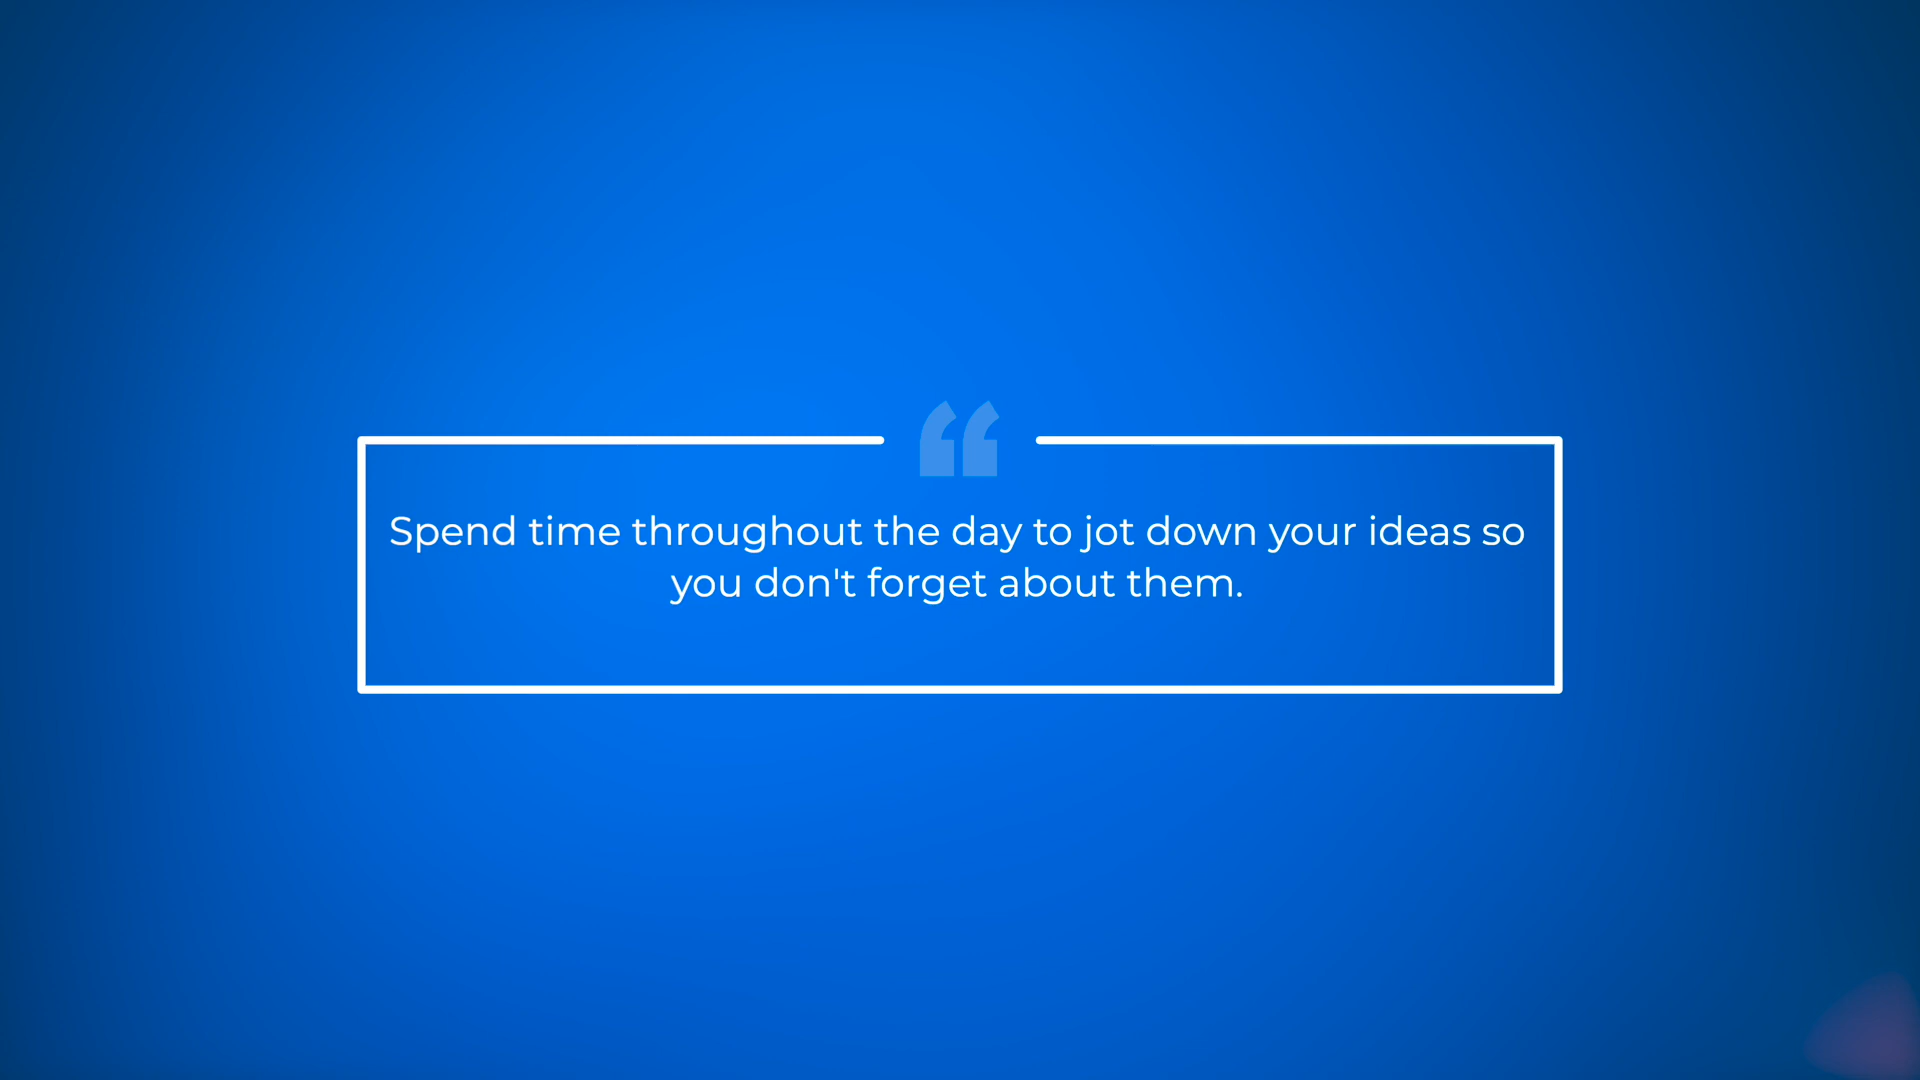 “
Spend time throughout the day to jot down your ideas so
you don't forget about them.